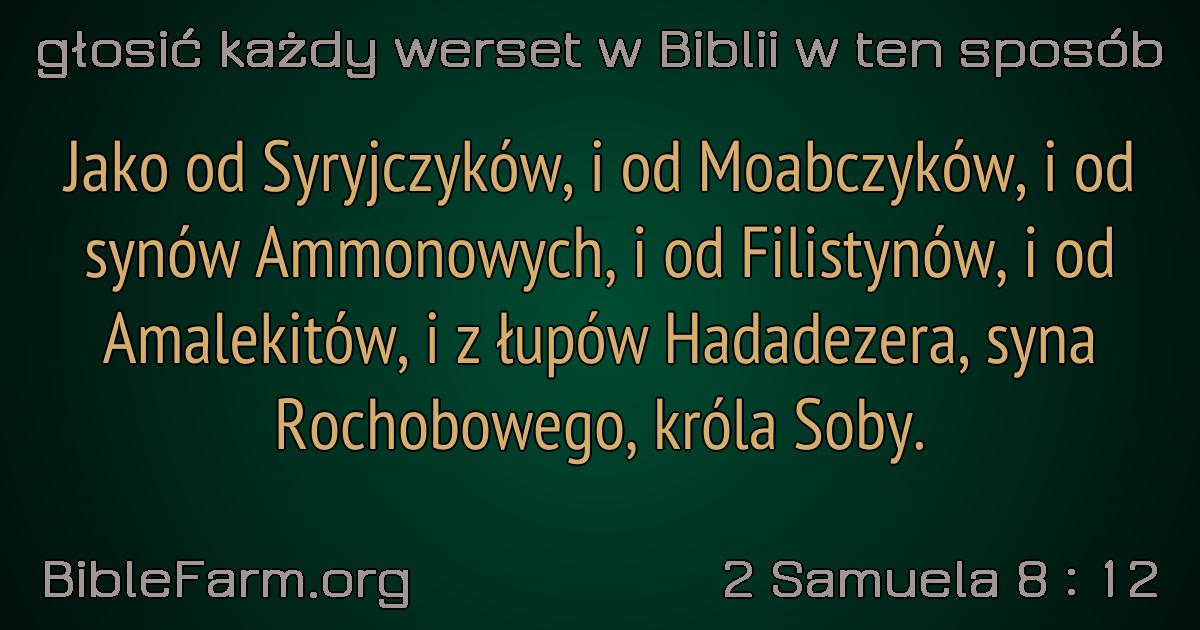 głosić każdy werset w Biblii w ten sposób
Jako od Syryjczyków, i od Moabczyków, i od
synów Ammonowych, i od Filistynów, i od
Amalekitów, i z łupów Hadadezera, syna
Rochobowego, króla Soby.
BibleFarm.org
2 Samuela 8 : 12